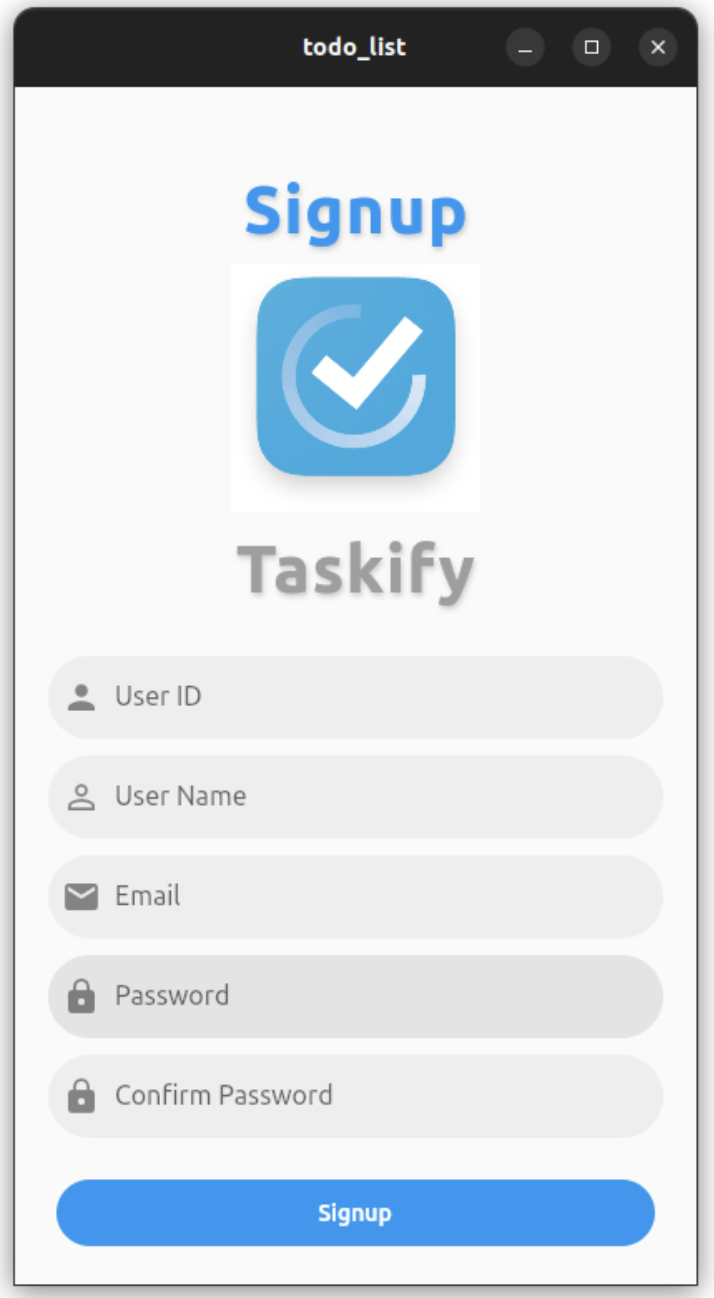 todo_list
Signup
Taskify
User ID
User Name
Email
Password
Confirm Password
Signup